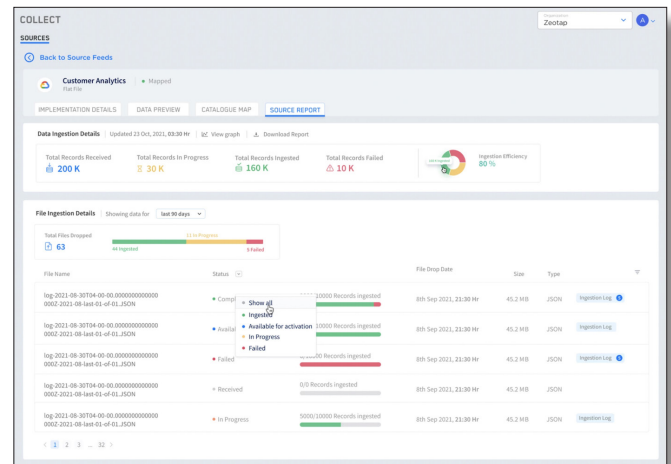 COLLECT
Organisation
Zeotap
A
SOURCES
Back to Source Feeds
Customer Analytics
Mapped
Flat File
IMPLEMENTATION DETAILS
DATA PREVIEW
CATALOGUE MAP
SOURCE REPORT
Data Ingestion Details
Updated 23 Oct, 2021, 03:30 Hr
View graph
Download Report
Total Records Received
200 K
Total Records In Progress
30 K
Total Records Ingested
160 K
Total Records Failed
10 K
Ingestion Efficiency
80 %
File Ingestion Details
Showing data for
last 90 days
Total Files Dropped
63
11 In Progress
44 Ingested
5 Failed
File Name
Status
File Drop Date
Size
Type
log-2021-08-30T04-00-00.0000000000000
000Z-2021-08-last-01-of-01.JSON
Compl
/10000 Records ingested
8th Sep 2021, 21:30 Hr
45.2 MB
JSON
Ingestion Log
Show all
Ingested
Available for activation
In Progress
Failed
log-2021-08-30T04-00-00.0000000000000
000Z-2021-08-last-01-of-01.JSON
Availal
10000 Records ingested
8th Sep 2021, 21:30 Hr
45.2 MB
JSON
Ingestion Log
log-2021-08-30T04-00-00.0000000000000
000Z-2021-08-last-01-of-01.JSON
Failed
Records ingested
8th Sep 2021, 21:30 Hr
45.2 MB
JSON
Ingestion Log
log-2021-08-30T04-00-00.0000000000000
000Z-2021-08-last-01-of-01.JSON
Received
0/0 Records ingested
8th Sep 2021, 21:30 Hr
45.2 MB
JSON
log-2021-08-30T04-00-00.0000000000000
000Z-2021-08-last-01-of-01.JSON
In Progress
5000/10000 Records ingested
8th Sep 2021, 21:30 Hr
45.2 MB
JSON
Ingestion Log
< 1 2 3 ... 32 >